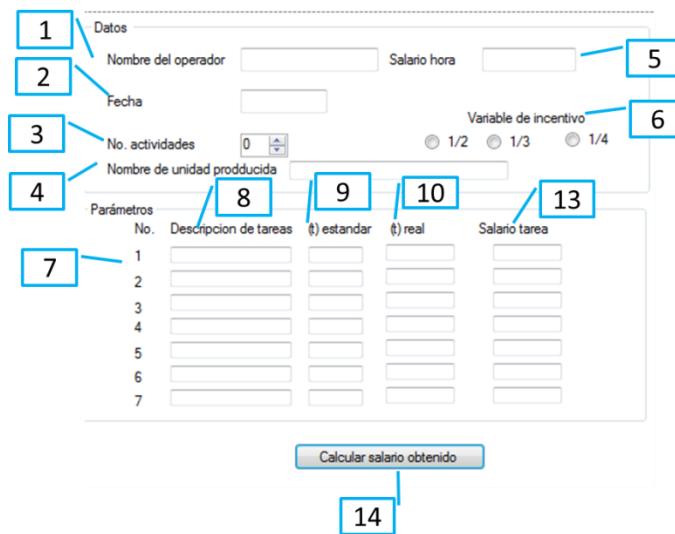 Datos
1
Nombre del operador Salario hora 5
2
Fecha
Variable de incentivo 6
3 No. actividades 0 1/2 1/3 1/4
4 Nombre de unidad prodducida
8 9 10 13
Parámetros
No. Descripcion de tareas (t) estandar (t) real Salario tarea
7 1
2
3
4
5
6
7
Calcular salario obtenido
14